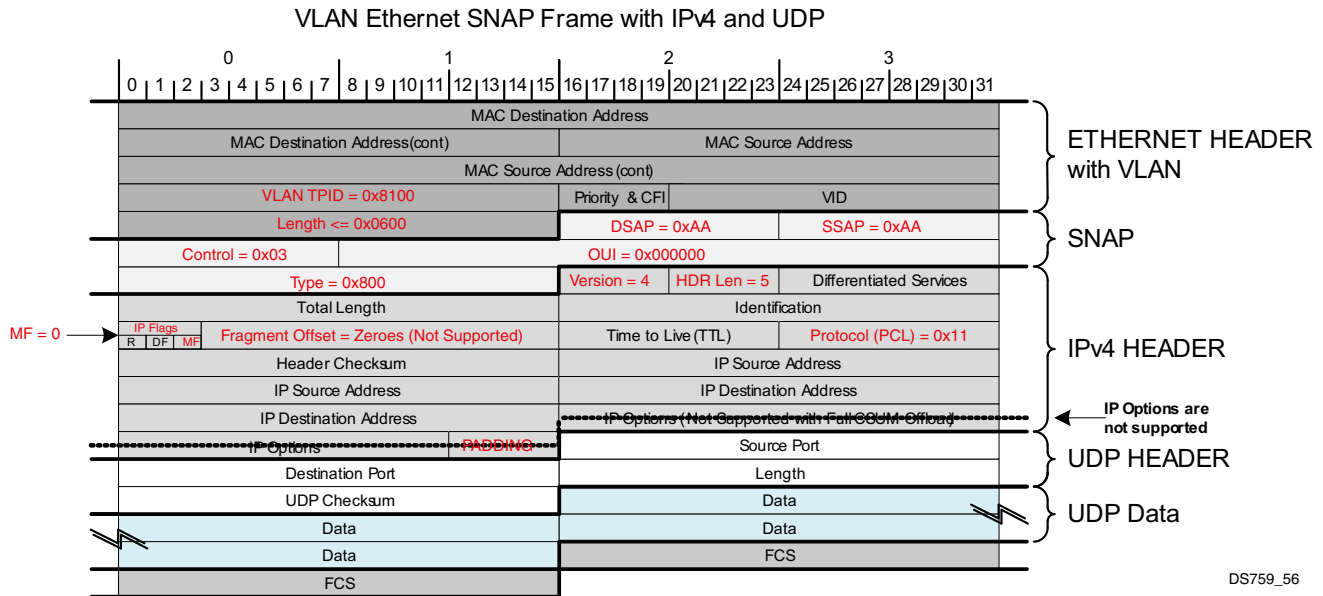 VLAN Ethernet SNAP Frame with IPv4 and UDP
0 1 2 3
0 1 2 3 4 5 6 7 8 9 10 11 12 13 14 15 16 17 18 19 20 21 22 23 24 25 26 27 28 29 30 31
MAC Destination Address
MAC Destination Address(cont) MAC Source Address
ETHERNET HEADER
with VLAN
MAC Source Address (cont)
VLAN TPID = 0x8100 Priority & CFI VID
Length <= 0x0600 DSAP = 0xAA SSAP = 0xAA
SNAP
Control = 0x03 OUI = 0x000000
Type = 0x800 Version = 4 HDR Len = 5 Differentiated Services
Total Length Identification
MF = 0 IP Flags
R DF MF Fragment Offset = Zeroes (Not Supported) Time to Live (TTL) Protocol (PCL) = 0x11
IPv4 HEADER
Header Checksum IP Source Address
IP Source Address IP Destination Address
IP Destination Address IP Options (Not Supported with Full CSUM Offload)
IP Options are
not supported
IP Options PADDING Source Port
UDP HEADER
Destination Port Length
UDP Checksum Data
UDP Data
Data Data
Data FCS
FCS
DS759_56